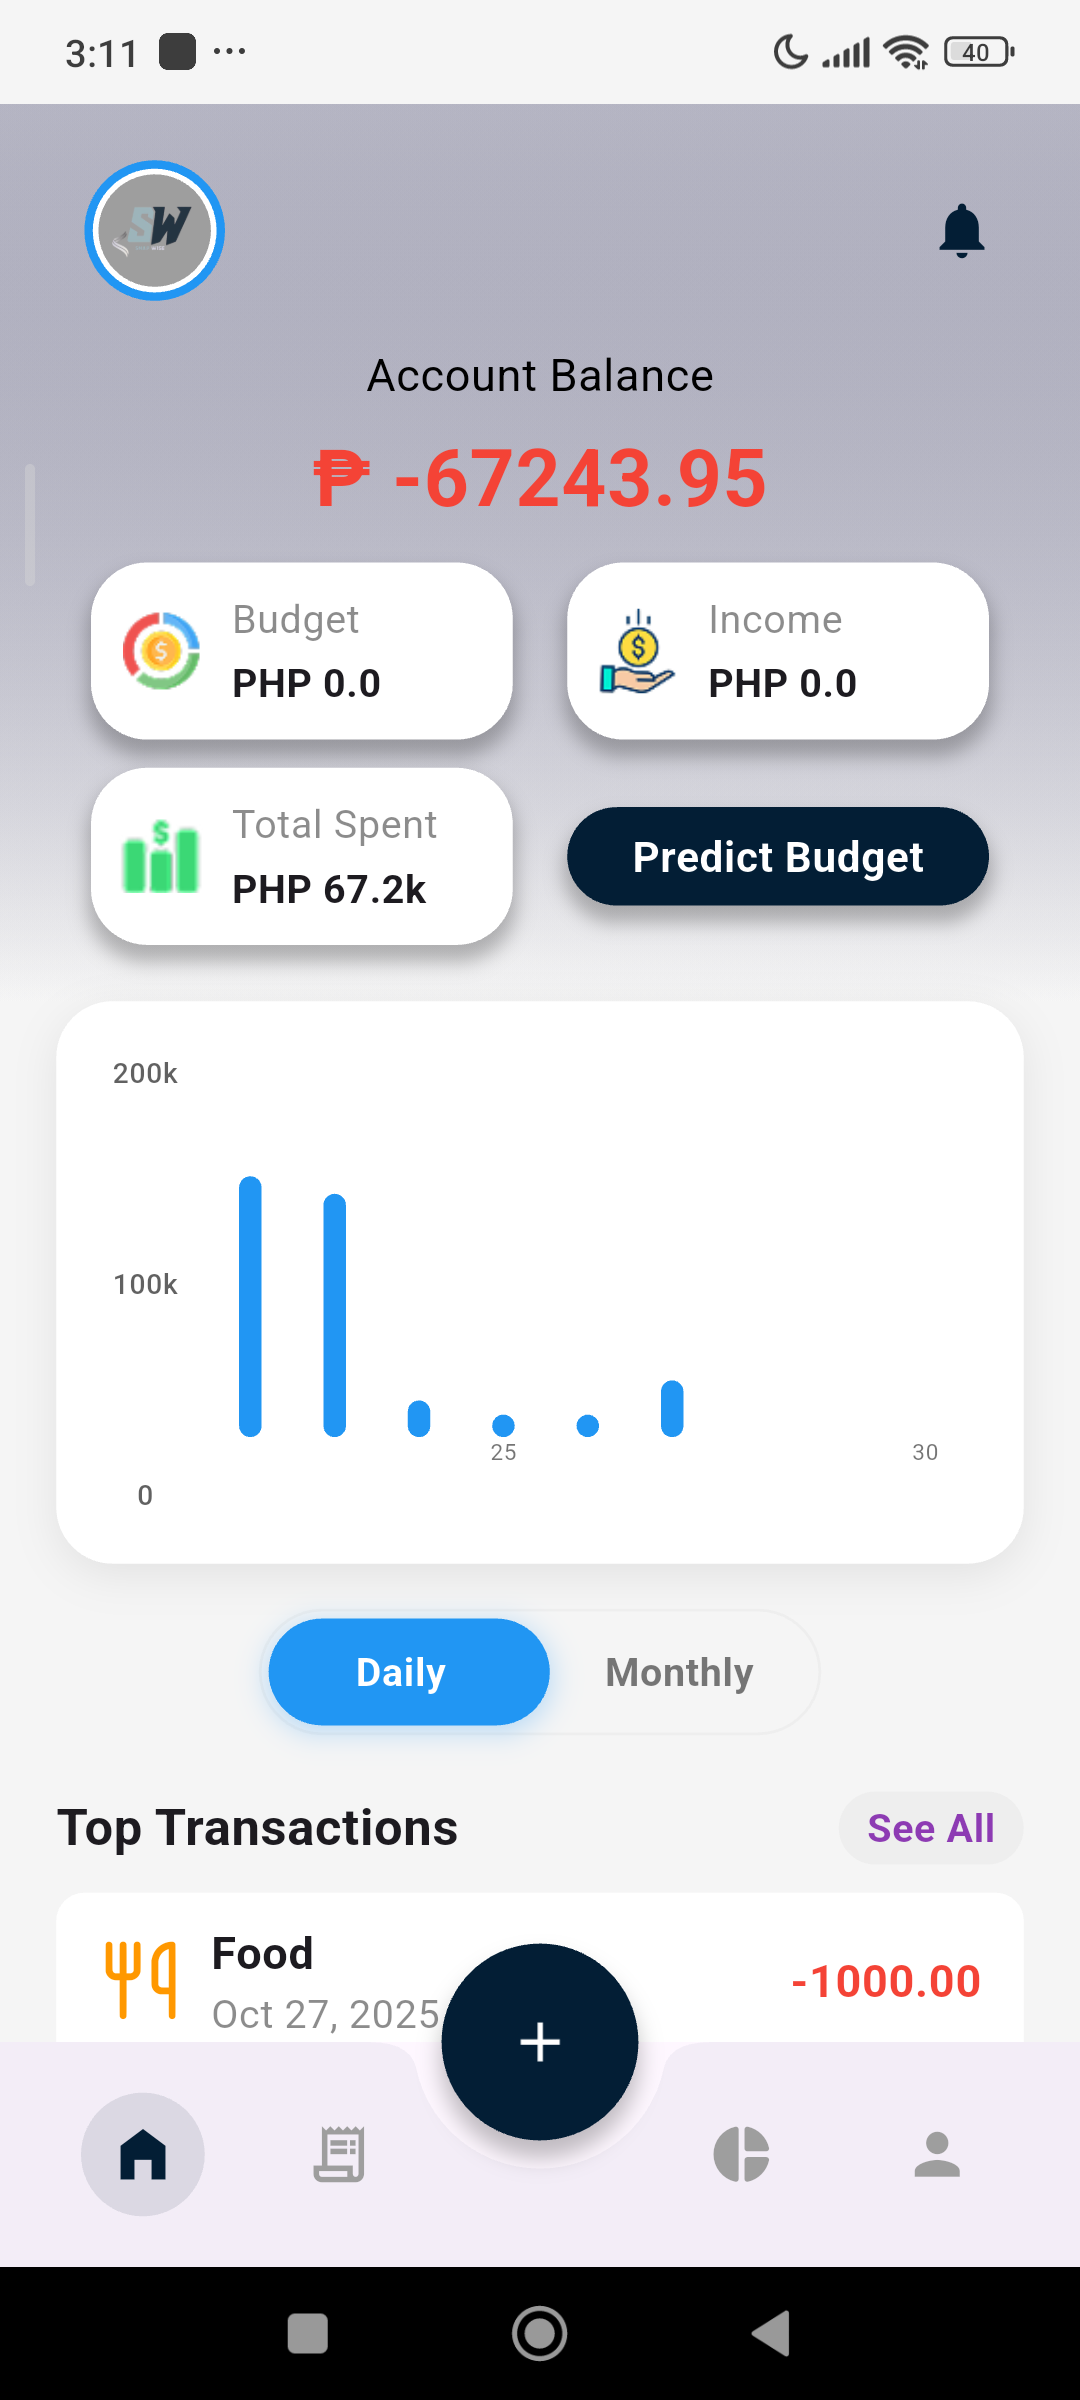 3:11 ...
40
SW
Account Balance
₱ -67243.95
Budget
PHP 0.0
Income
PHP 0.0
Total Spent
PHP 67.2k
Predict Budget
200k
100k
0
25
30
Daily
Monthly
Top Transactions
See All
Food
Oct 27, 2025
-1000.00